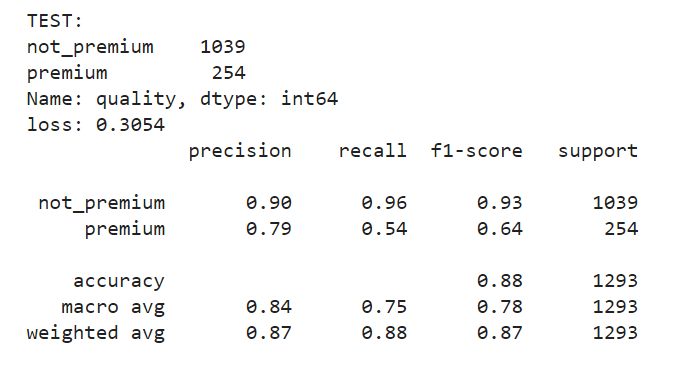 TEST:
not_premium    1039
premium         254
Name: quality, dtype: int64
loss: 0.3054
              precision    recall  f1-score   support

 not_premium       0.90      0.96      0.93      1039
     premium       0.79      0.54      0.64       254

    accuracy                           0.88      1293
   macro avg       0.84      0.75      0.78      1293
weighted avg       0.87      0.88      0.87      1293